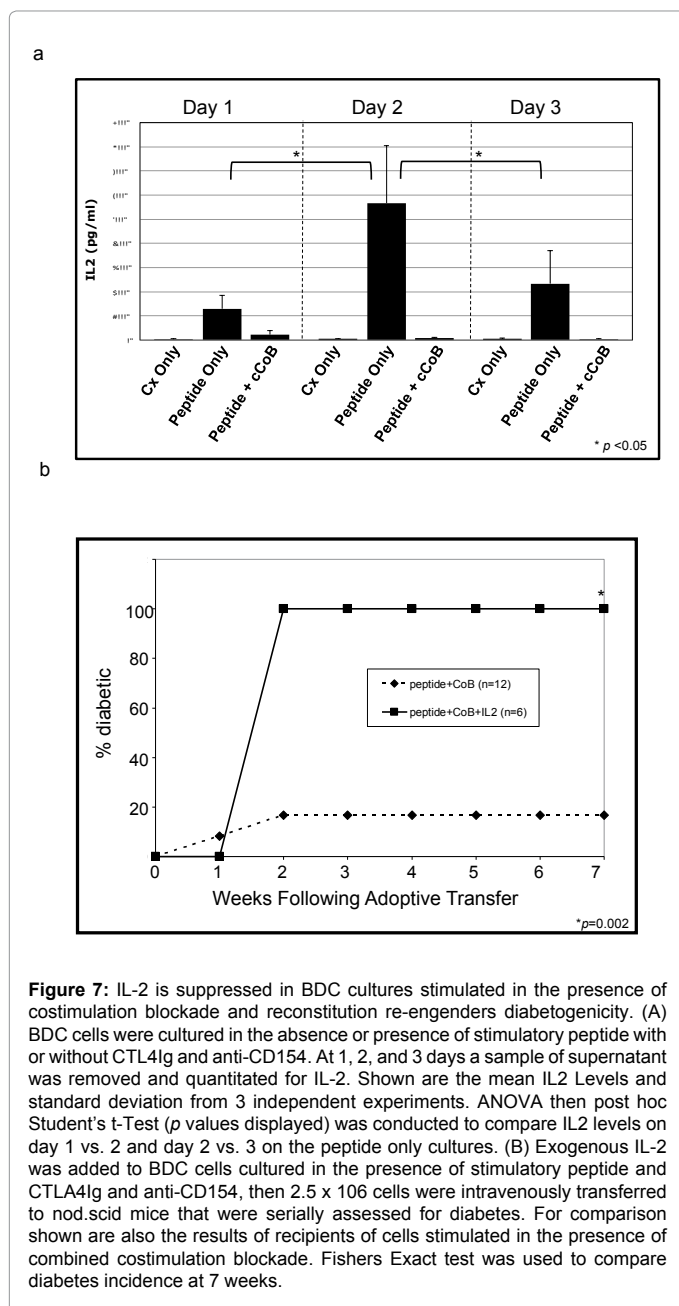 a
Day 1 Day 2 Day 3
+!!!"
*!!!"
)!!!"
(!!!"
'!!!"
&!!!"
%!!!"
$!!!"
#!!!"
!"
IL2 (pg/ml)
* *
Cx Only Peptide Only Peptide + cCoB Cx Only Peptide Only Peptide + cCoB Cx Only Peptide Only Peptide + cCoB
* p <0.05
b
*
100
80
60
40
20
% diabetic
peptide+CoB (n=12)
peptide+CoB+IL2 (n=6)
0 1 2 3 4 5 6 7
Weeks Following Adoptive Transfer
*p=0.002
Figure 7: IL-2 is suppressed in BDC cultures stimulated in the presence of
costimulation blockade and reconstitution re-engenders diabetogenicity. (A)
BDC cells were cultured in the absence or presence of stimulatory peptide with
or without CTL4Ig and anti-CD154. At 1, 2, and 3 days a sample of supernatant
was removed and quantitated for IL-2. Shown are the mean IL2 Levels and
standard deviation from 3 independent experiments. ANOVA then post hoc
Student's t-Test (p values displayed) was conducted to compare IL2 levels on
day 1 vs. 2 and day 2 vs. 3 on the peptide only cultures. (B) Exogenous IL-2
was added to BDC cells cultured in the presence of stimulatory peptide and
CTLA4Ig and anti-CD154, then 2.5 x 106 cells were intravenously transferred
to nod.scid mice that were serially assessed for diabetes. For comparison
shown are also the results of recipients of cells stimulated in the presence of
combined costimulation blockade. Fishers Exact test was used to compare
diabetes incidence at 7 weeks.